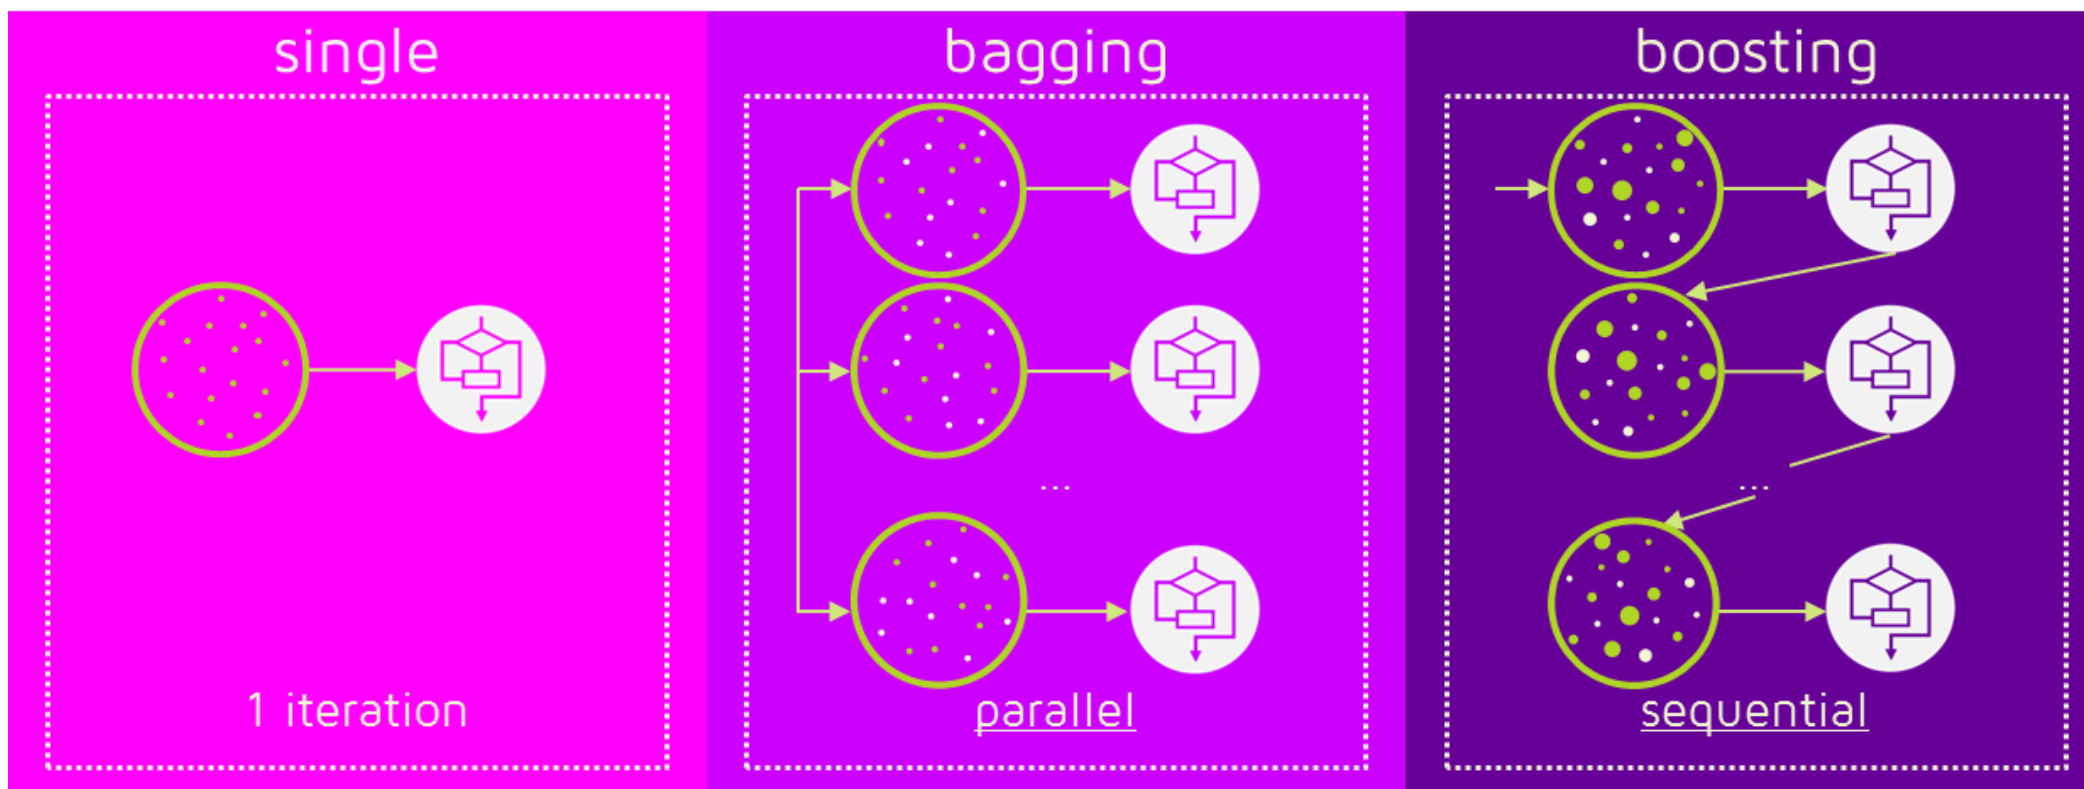 single
bagging
boosting
...
...
1 iteration
parallel
sequential